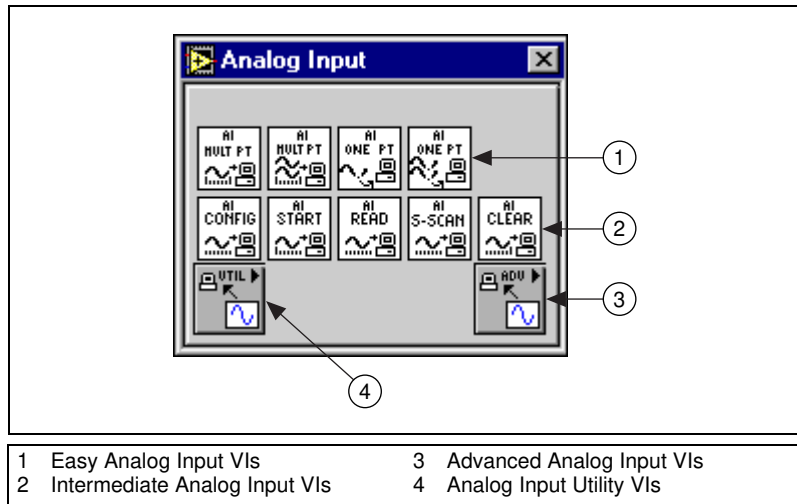 Analog Input
AI AI AI AI
MULT PT MULT PT ONE PT ONE PT
1
AI AI AI AI AI
CONFIG START READ S-SCAN CLEAR
2
UTIL ADV
3
4
1 Easy Analog Input VIs 3 Advanced Analog Input VIs
2 Intermediate Analog Input VIs 4 Analog Input Utility VIs